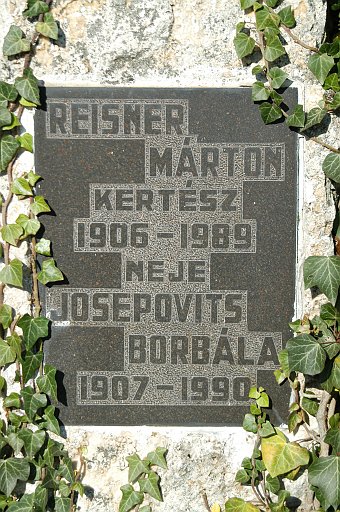 REISNER
MÁRTON
KERTÉSZ
1906-1989
NEJE
JOSEPOVITS
BORBÁLA
1907-1990